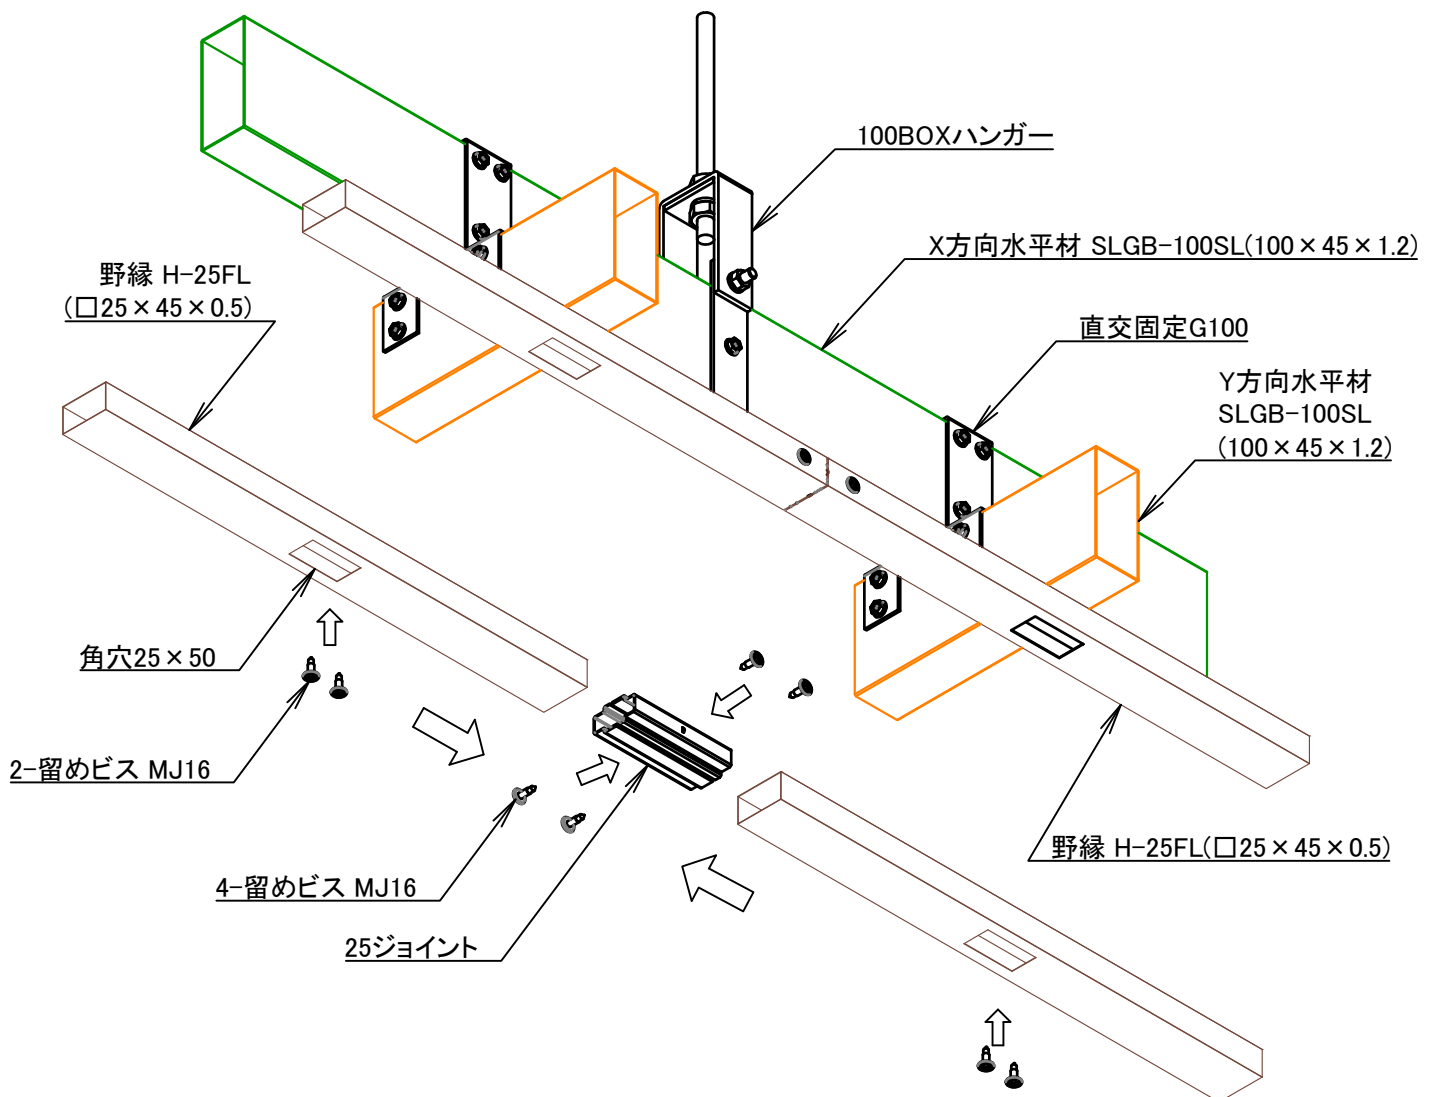 100BOXハンガー
X方向水平材 SLGB-100SL(100×45×1.2)
野縁 H-25FL
(□25×45×0.5)
直交固定G100
Y方向水平材
SLGB-100SL
(100×45×1.2)
角穴25×50
2-留めビス MJ16
4-留めビス MJ16
25ジョイント
野縁 H-25FL(□25×45×0.5)